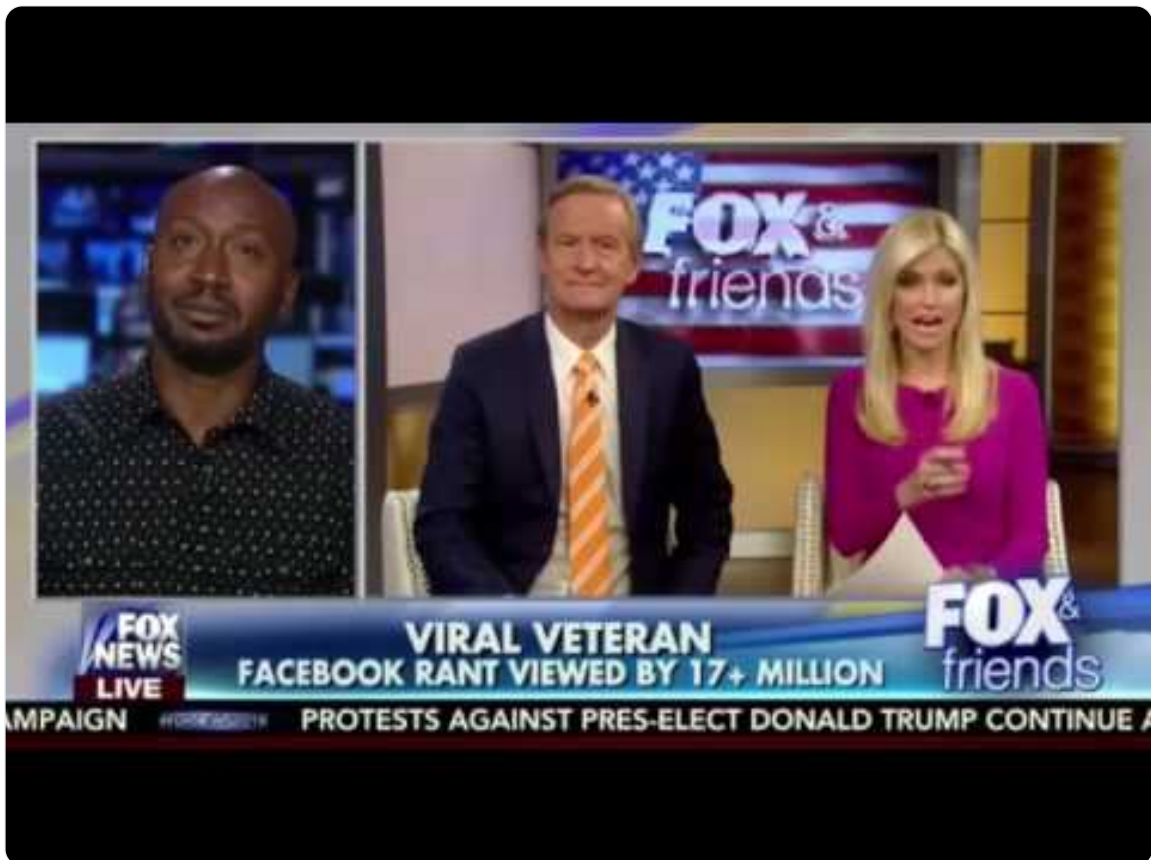 FOX&
friends
FOX
NEWS
LIVE
VIRAL VETERAN
FACEBOOK RANT VIEWED BY 17+ MILLION
FOX&
friends
AMPAIGN
PROTESTS AGAINST PRES-ELECT DONALD TRUMP CONTINUE A